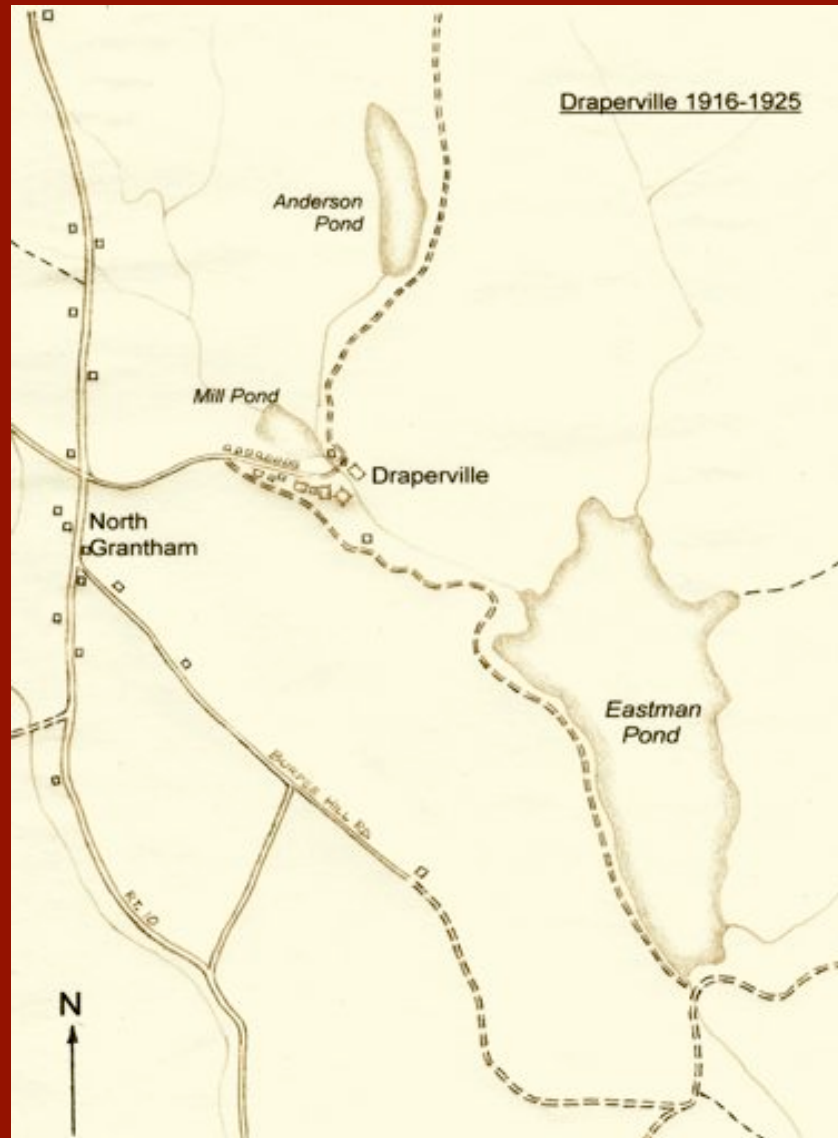 Draperville 1916-1925
Anderson
Pond
Mill Pond
Draperville
North
Grantham
Eastman
Pond
BURPEE HILL RD.
RT. 10
N